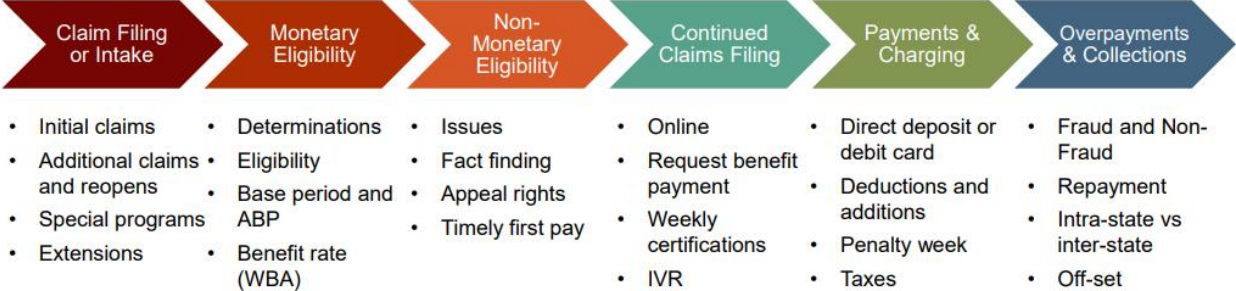 Claim Filing
or Intake
Monetary
Eligibility
Non-
Monetary
Eligibility
Continued
Claims Filing
Payments &
Charging
Overpayments
& Collections
• Initial claims
• Additional claims
and reopens
• Special programs
• Extensions
• Determinations
• Eligibility
• Base period and
ABP
• Benefit rate
(WBA)
• Issues
• Fact finding
• Appeal rights
• Timely first pay
• Online
• Request benefit
payment
• Weekly
certifications
• IVR
• Direct deposit or
debit card
• Deductions and
additions
• Penalty week
• Taxes
• Fraud and Non-
Fraud
• Repayment
• Intra-state vs
inter-state
• Off-set